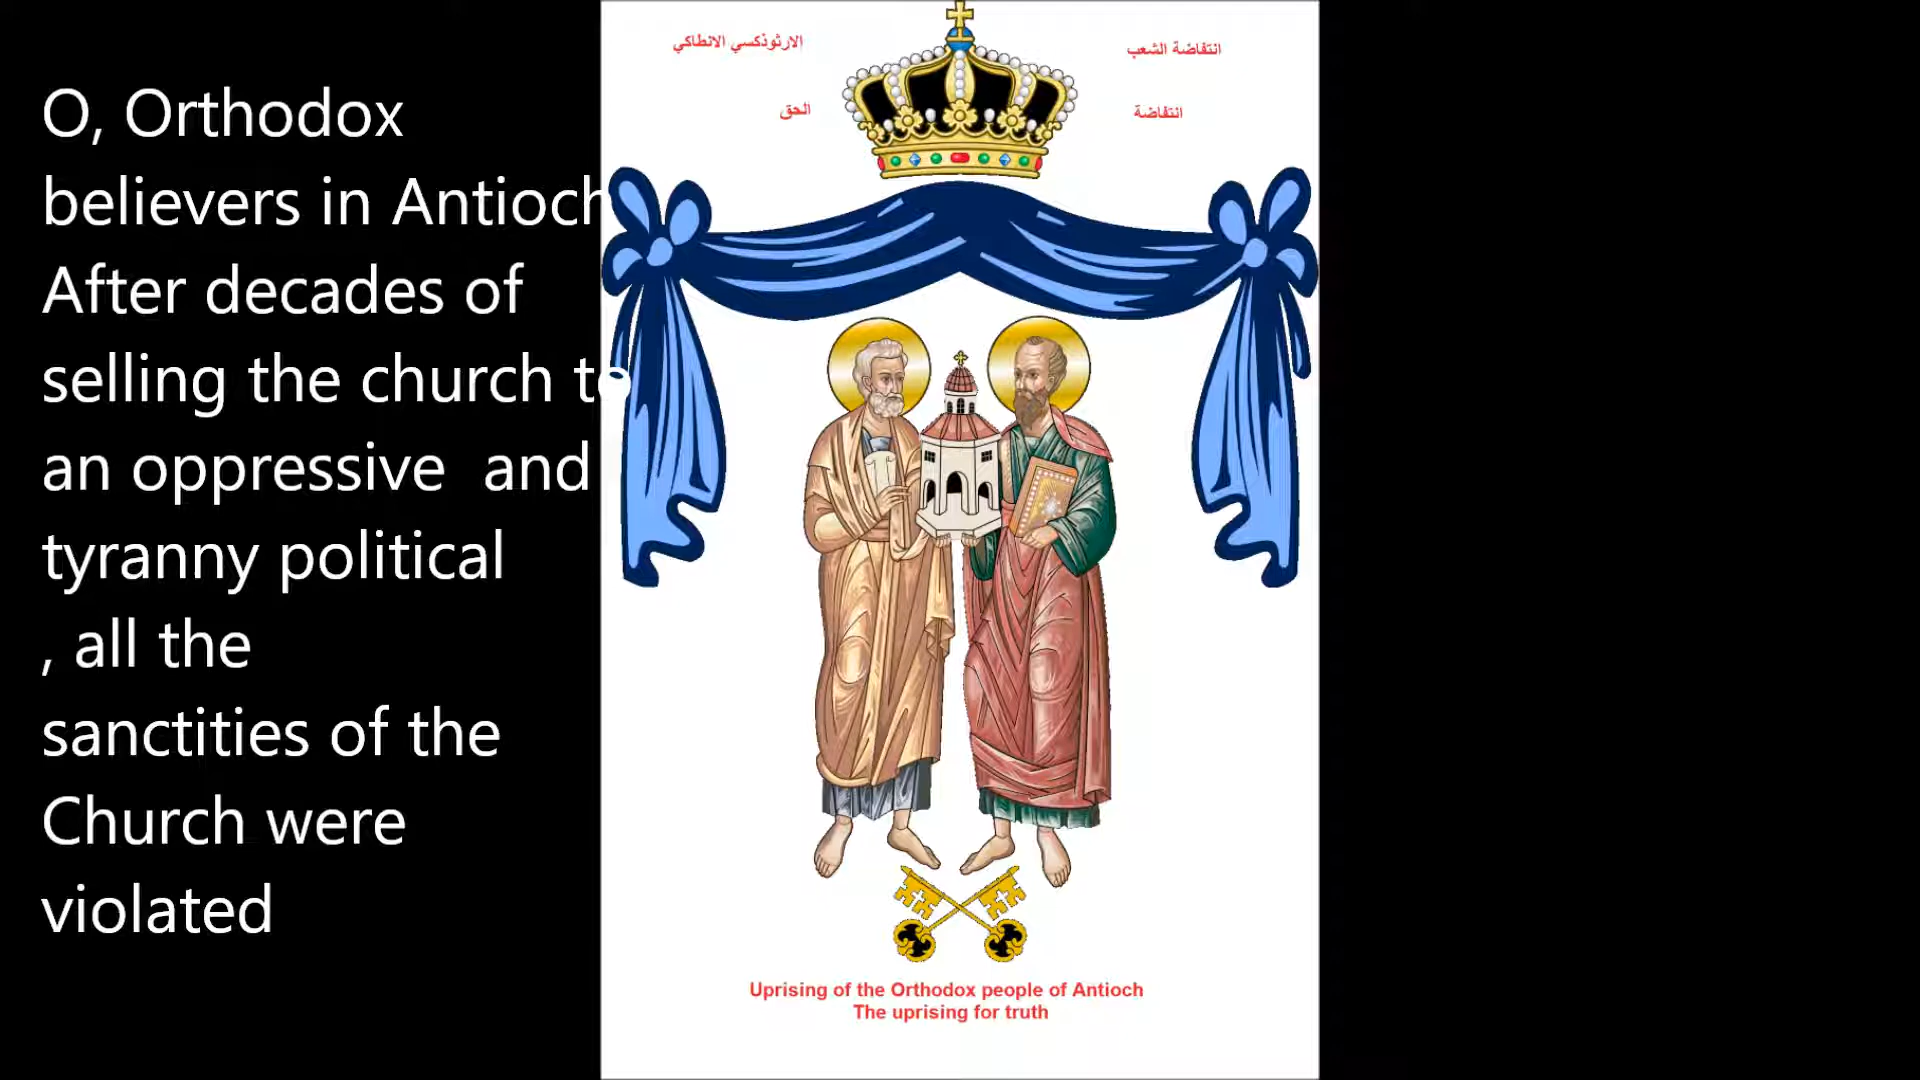 O, Orthodox
believers in Antioch
After decades of
selling the church to
an oppressive  and
tyranny political
, all the
sanctities of the
Church were
violated
انتفاضة الشعب
الارثوذكسي الانطاكي
انتفاضة
الحق
Uprising of the Orthodox people of Antioch
The uprising for truth